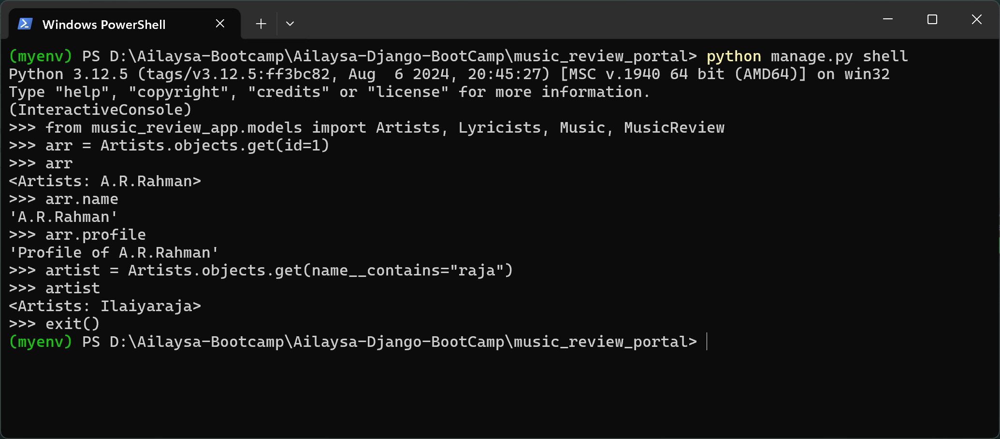 Windows PowerShell
(myenv) PS D:\Ailaysa-Bootcamp\Ailaysa-Django-BootCamp\music_review_portal> python manage.py shell
Python 3.12.5 (tags/v3.12.5:ff3bc82, Aug  6 2024, 20:45:27) [MSC v.1940 64 bit (AMD64)] on win32
Type "help", "copyright", "credits" or "license" for more information.
(InteractiveConsole)
>>> from music_review_app.models import Artists, Lyricists, Music, MusicReview
>>> arr = Artists.objects.get(id=1)
>>> arr
<Artists: A.R.Rahman>
>>> arr.name
'A.R.Rahman'
>>> arr.profile
'Profile of A.R.Rahman'
>>> artist = Artists.objects.get(name__contains="raja")
>>> artist
<Artists: Ilaiyaraja>
>>> exit()
(myenv) PS D:\Ailaysa-Bootcamp\Ailaysa-Django-BootCamp\music_review_portal>